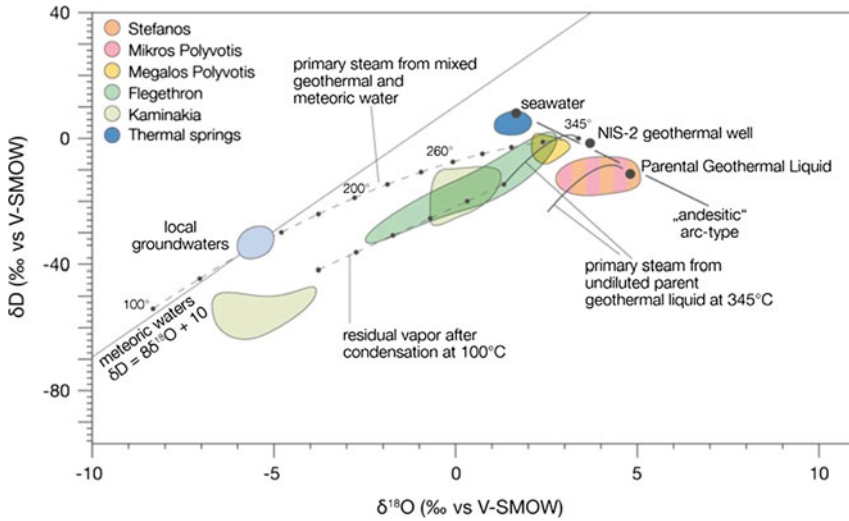 40
0
-40
-80
-10
-5
0
5
10
δD (‰ vs V-SMOW)
δ¹⁸O (‰ vs V-SMOW)
Stefanos
Mikros Polyvotis
Megalos Polyvotis
Flegethron
Kaminakia
Thermal springs
primary steam from mixed
geothermal and
meteoric water
seawater
345°
NIS-2 geothermal well
260°
Parental Geothermal Liquid
200°
„andesitic“
arc-type
local
groundwaters
primary steam from
undiluted parent
geothermal liquid at 345°C
100°
meteoric waters
δD = 8δ¹⁸O + 10
residual vapor after
condensation at 100°C